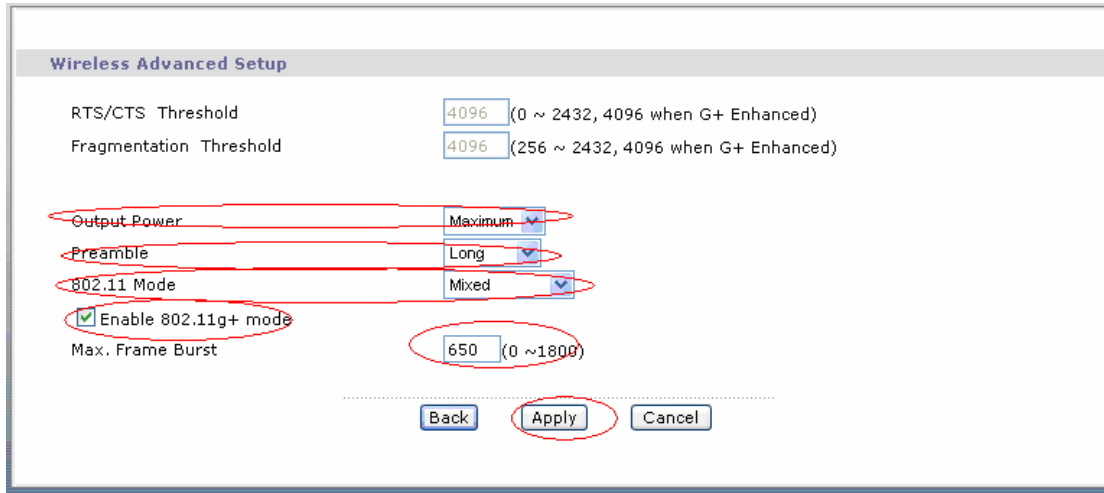 Wireless Advanced Setup
RTS/CTS Threshold 4096 (0 ~ 2432, 4096 when G+ Enhanced)
Fragmentation Threshold 4096 (256 ~ 2432, 4096 when G+ Enhanced)
Output Power Maximum
Preamble Long
802.11 Mode Mixed
Enable 802.11g+ mode
Max. Frame Burst 650 (0 ~1800)
Back Apply Cancel